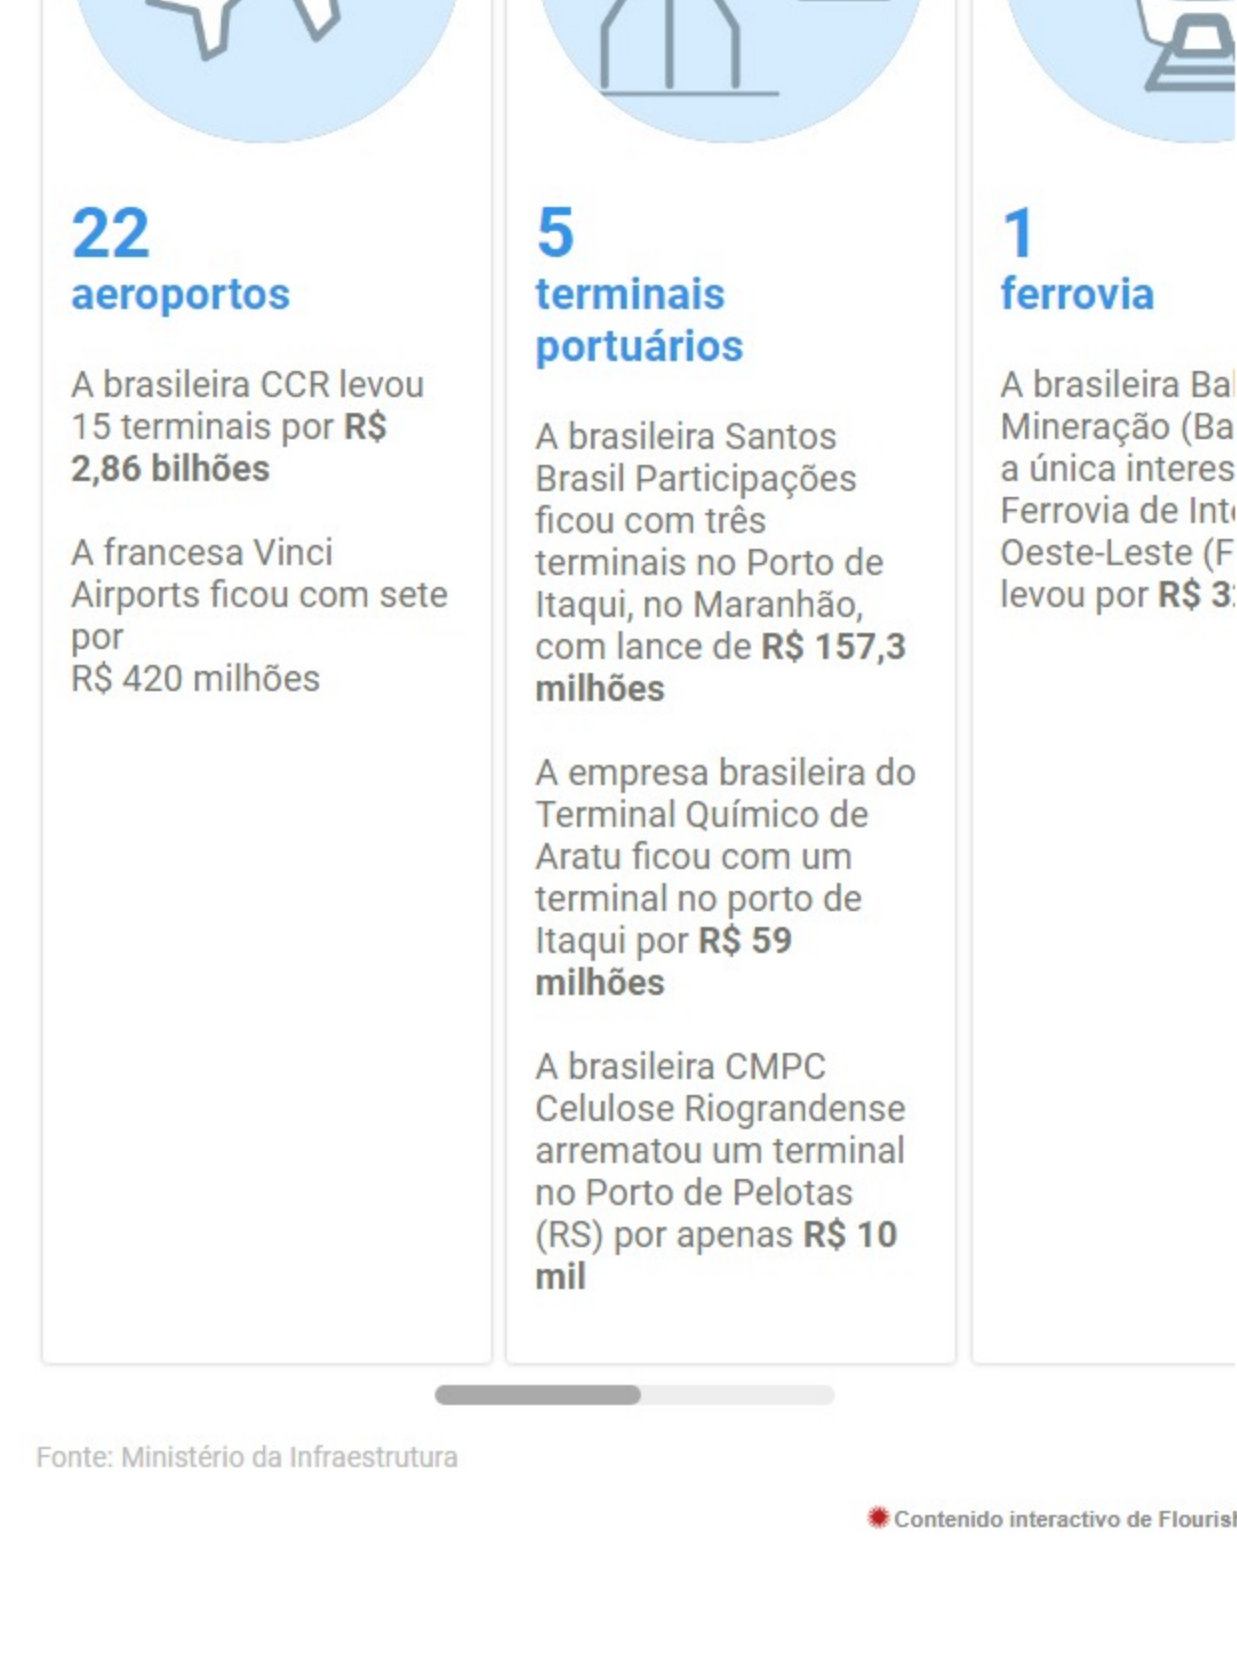 22
aeroportos
A brasileira CCR levou
15 terminais por R$
2,86 bilhões
A francesa Vinci
Airports ficou com sete
por
R$ 420 milhões
5
terminais
portuários
A brasileira Santos
Brasil Participações
ficou com três
terminais no Porto de
Itaqui, no Maranhão,
com lance de R$ 157,3
milhões
A empresa brasileira do
Terminal Químico de
Aratu ficou com um
terminal no porto de
Itaqui por R$ 59
milhões
A brasileira CMPC
Celulose Riograndense
arrematou um terminal
no Porto de Pelotas
(RS) por apenas R$ 10
mil
1
ferrovia
A brasileira
Mineração
a única
Ferrovia de
Oeste-Leste
levou por R$
Fonte: Ministério da Infraestrutura
Contenido interactivo de